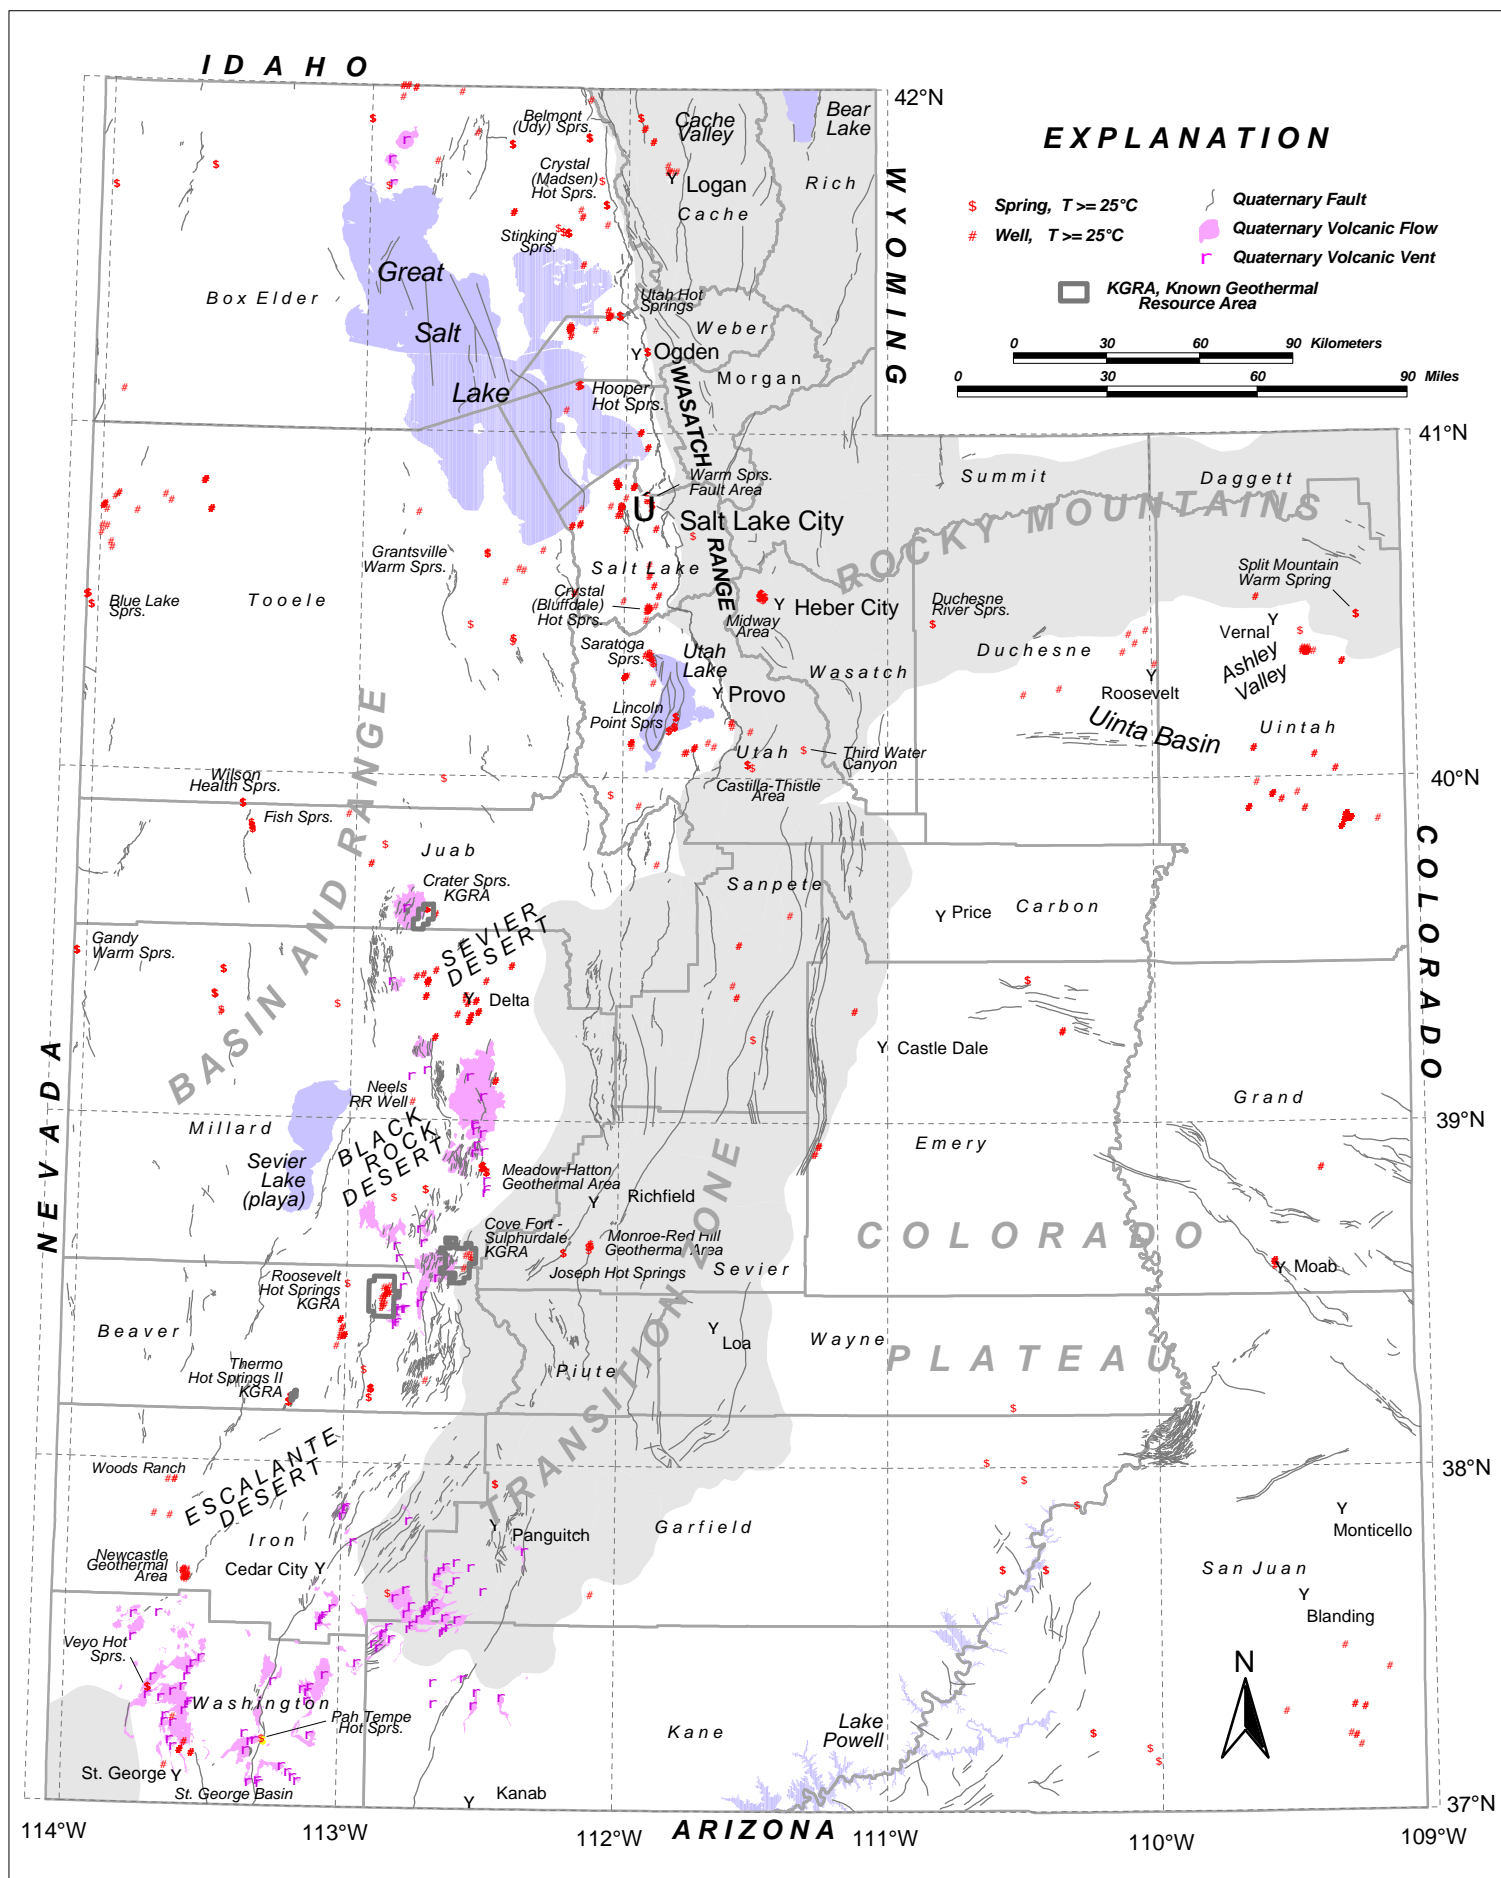 IDAHO
42°N
Belmont
(Udy) Sprs.
Cache
Valley
Bear
Lake
EXPLANATION
Crystal
(Madsen)
Hot Sprs.
Logan
Rich
Cache
WYOMING
$ Spring, T >= 25°C
# Well, T >= 25°C
Quaternary Fault
Quaternary Volcanic Flow
Quaternary Volcanic Vent
KGRA, Known Geothermal
Resource Area
Stinking
Sprs.
Great
Salt
Lake
Box Elder
Utah Hot
Springs
Weber
Ogden
Morgan
0 30 60 90 Kilometers
0 30 60 90 Miles
Hooper
Hot Sprs.
WASATCH
RANGE
41°N
Warm Sprs.
Fault Area
Summit
Daggett
Salt Lake City
ROCKY MOUNTAINS
Grantsville
Warm Sprs.
Salt Lake
Split Mountain
Warm Spring
Blue Lake
Sprs.
Tooele
Crystal
(Bluffdale)
Hot Sprs.
Heber City
Midway
Area
Duchesne
River Sprs.
Vernal
Ashley
Valley
Saratoga
Sprs.
Utah
Lake
Duchesne
Wasatch
Provo
Roosevelt
Lincoln
Point Sprs
Uinta Basin
Uintah
Utah
Third Water
Canyon
Castilla-Thistle
Area
40°N
Wilson
Health Sprs.
Fish Sprs.
BASIN AND RANGE
Juab
COLORADO
Crater Sprs.
KGRA
Sanpete
Price
Carbon
SEVIER
DESERT
Gandy
Warm Sprs.
Delta
Castle Dale
NEVADA
Neels
RR Well
Grand
39°N
Millard
BLACK
ROCK
DESERT
Emery
Sevier
Lake
(playa)
Meadow-Hatton
Geothermal Area
Richfield
Cove Fort -
Sulphurdale
KGRA
Monroe-Red Hill
Geothermal Area
COLORADO
PLATEAU
Roosevelt
Hot Springs
KGRA
Joseph Hot Springs
Sevier
Moab
Beaver
Loa
Wayne
Thermo
Hot Springs II
KGRA
Piute
TRANSITION ZONE
Woods Ranch
38°N
ESCALANTE
DESERT
Iron
Panguitch
Garfield
Monticello
Newcastle
Geothermal
Area
Cedar City
San Juan
Blanding
Veyo Hot
Sprs.
N
Washington
Pah Tempe
Hot Sprs.
Kane
Lake
Powell
St. George
St. George Basin
Kanab
37°N
ARIZONA
114°W
113°W
112°W
111°W
110°W
109°W